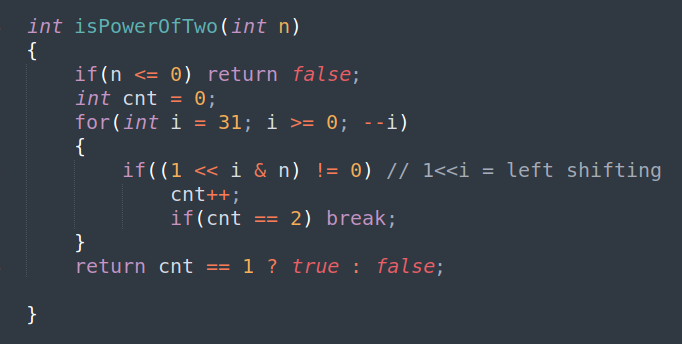 int isPowerOfTwo(int n)
{
    if(n <= 0) return false;
    int cnt = 0;
    for(int i = 31; i >= 0; --i)
    {
        if((1 << i & n) != 0) // 1<<i = left shifting
            cnt++;
            if(cnt == 2) break;
    }
    return cnt == 1 ? true : false;

}